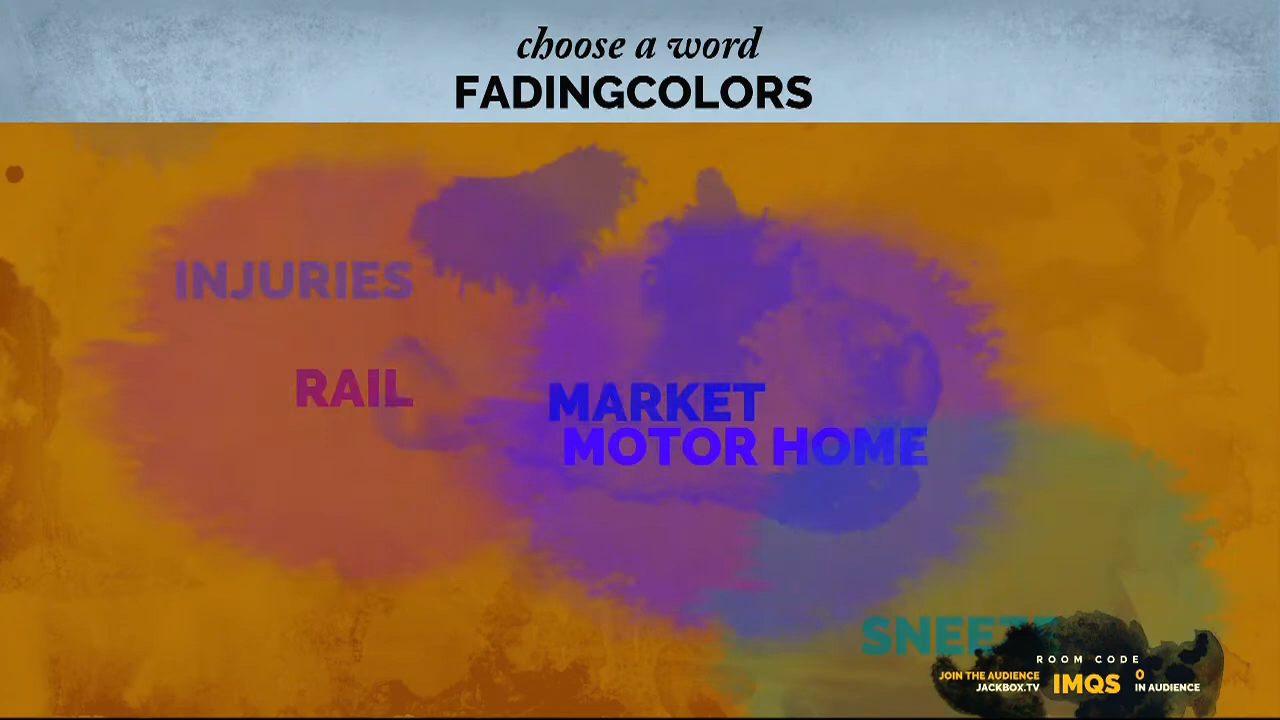 choose a word
FADINGCOLORS
INJURIES
RAIL
MARKET
MOTOR HOME
ROOM CODE
JOIN THE AUDIENCE
JACKBOX.TV
IMQS
0
IN AUDIENCE